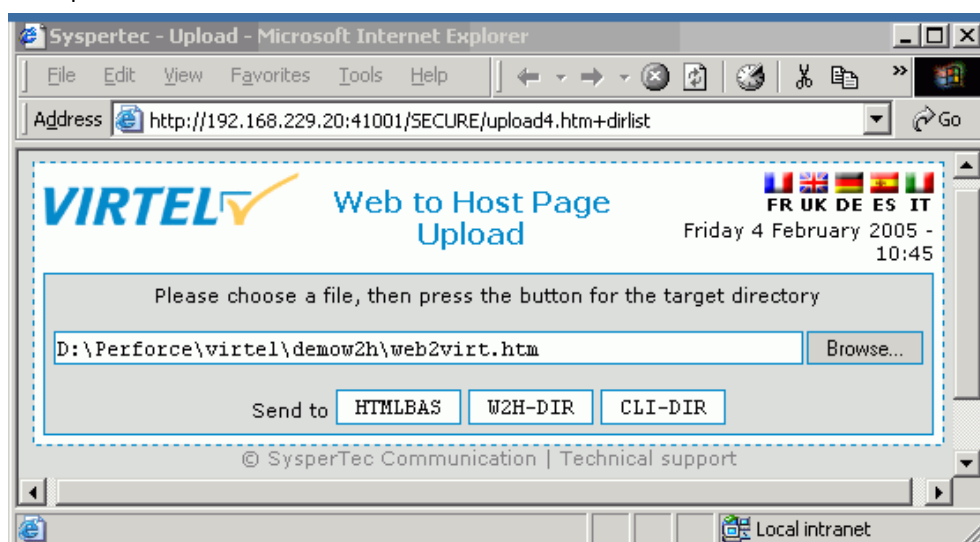 Syspertec - Upload - Microsoft Internet Explorer
File Edit View Favorites Tools Help »
Address http://192.168.229.20:41001/SECURE/upload4.htm+dirlist Go
VIRTEL
Web to Host Page
Upload
FR UK DE ES IT
Friday 4 February 2005 -
10:45
Please choose a file, then press the button for the target directory
D:\Perforce\virtel\demow2h\web2virt.htm Browse...
Send to HTMLBAS W2H-DIR CLI-DIR
© SysperTec Communication | Technical support
Local intranet